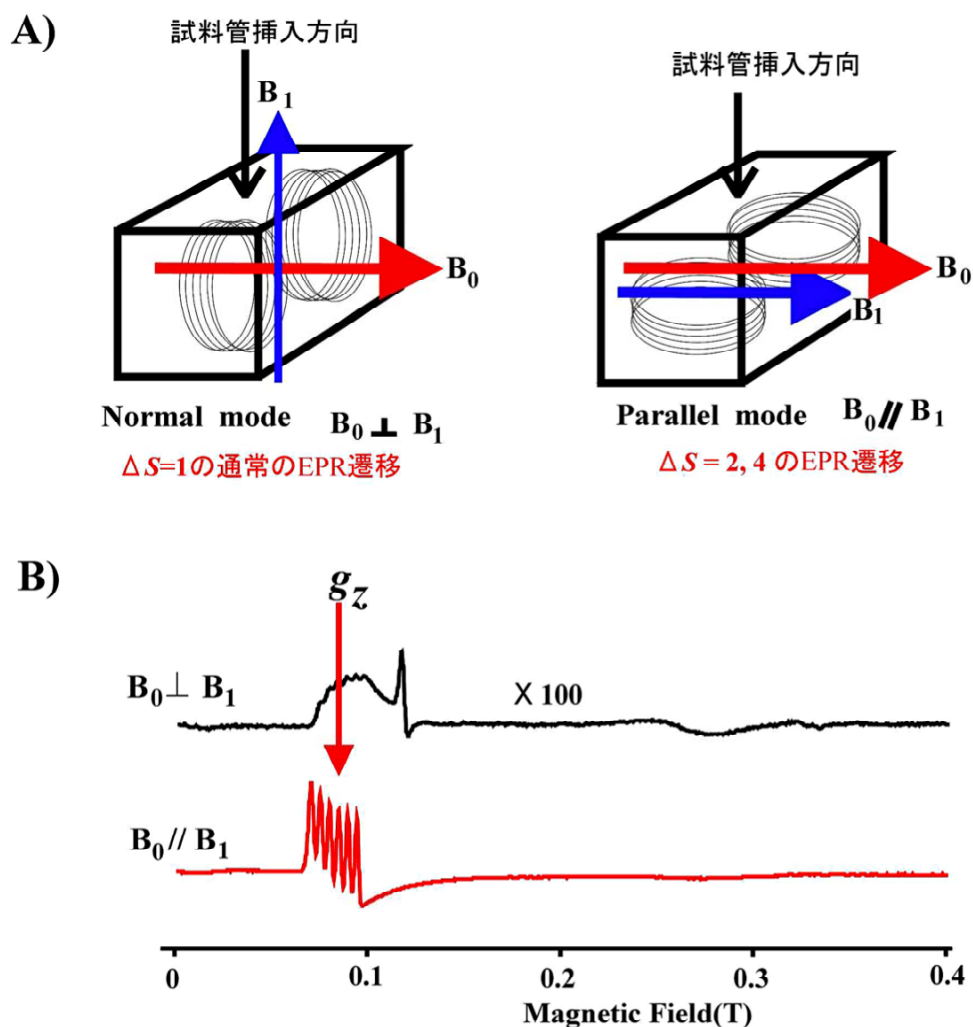 A)
試料管挿入方向
B1
B0
Normal mode B0 ⊥ B1
ΔS=1の通常のEPR遷移
試料管挿入方向
B0
B1
Parallel mode B0 // B1
ΔS = 2, 4 のEPR遷移
B)
gz
B0 ⊥ B1
X 100
B0 // B1
0 0.1 0.2 0.3 0.4
Magnetic Field(T)